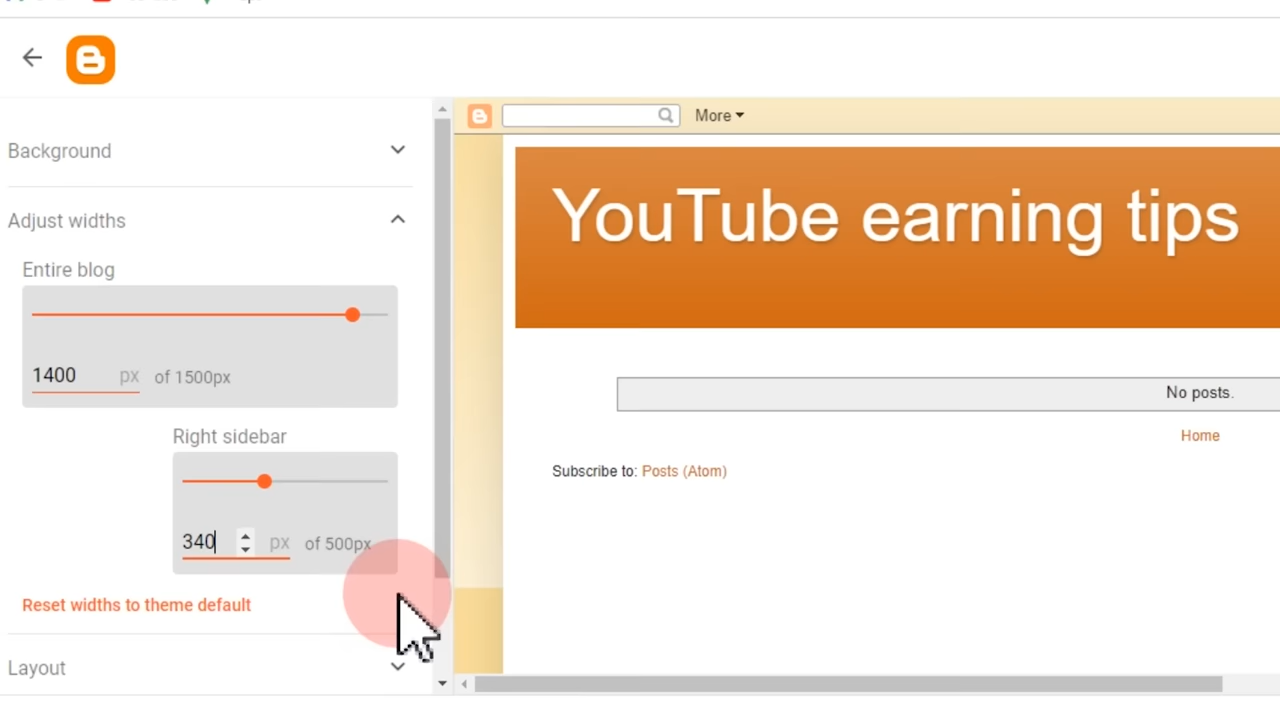 Background
Adjust widths
Entire blog
1400 px of 1500px
Right sidebar
340 px of 500px
Reset widths to theme default
Layout
More
YouTube earning tips
No posts.
Home
Subscribe to: Posts (Atom)